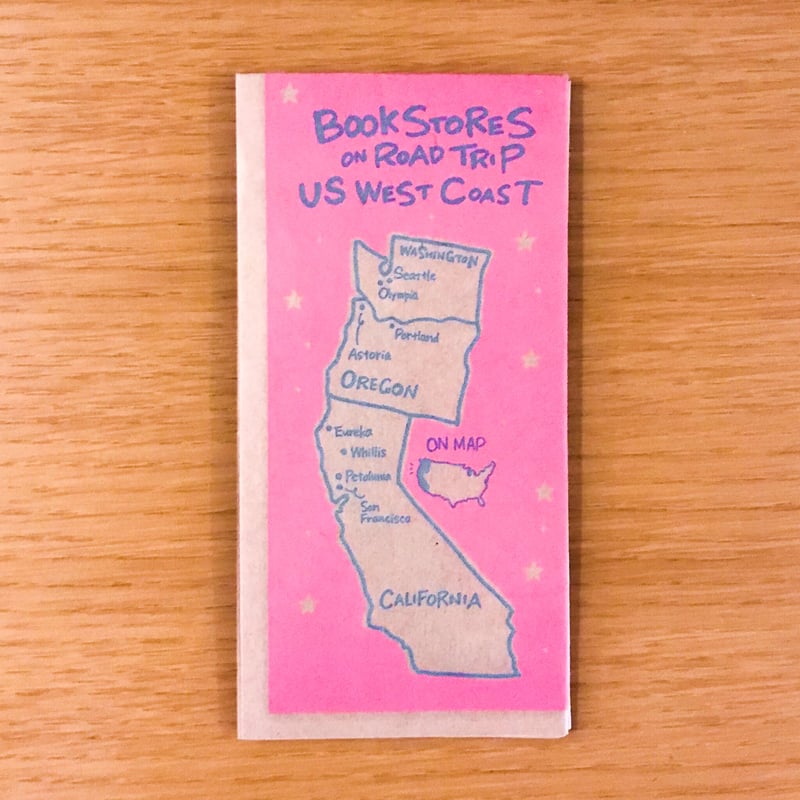 BOOKSTORES
ON ROAD TRIP
US WEST COAST
WASHINGTON
Seattle
Olympia
Portland
Astoria
OREGON
Eureka
Whillis
Petaluma
San
Francisco
ON MAP
CALIFORNIA